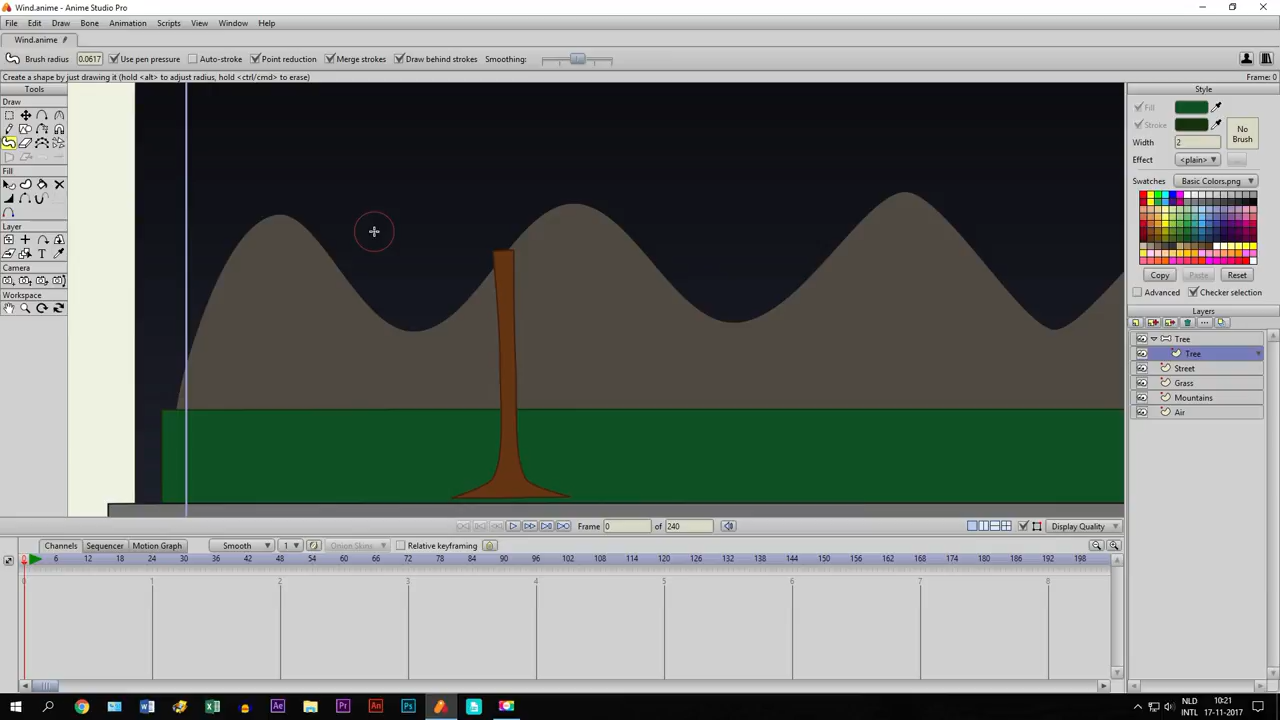 Wind.anime - Anime Studio Pro
File Edit Draw Bone Animation Scripts View Window Help
Wind.anime
Brush radius 0.0617 Use pen pressure Auto-stroke Point reduction Merge strokes Draw behind strokes Smoothing:
Create a shape by just drawing it (hold <alt> to adjust radius, hold <ctrl/cmd> to erase) Frame: 0
Tools
Draw
Fill
Layer
Camera
Workspace
Style
Fill
Stroke
No Brush
Width 2
Effect <plain> ...
Swatches Basic Colors.png
Copy Paste Reset
Advanced Checker selection
Layers
Tree
Tree
Street
Grass
Mountains
Air
Frame 0 of 240 Display Quality
Channels Sequencer Motion Graph Smooth 1 Onion Skins Relative keyframing
0 6 12 18 24 30 36 42 48 54 60 66 72 78 84 90 96 102 108 114 120 126 132 138 144 150 156 162 168 174 180 186 192 198
0 1 2 3 4 5 6 7 8
Ae Pr An Ps
NLD
INTL
10:21
17-11-2017